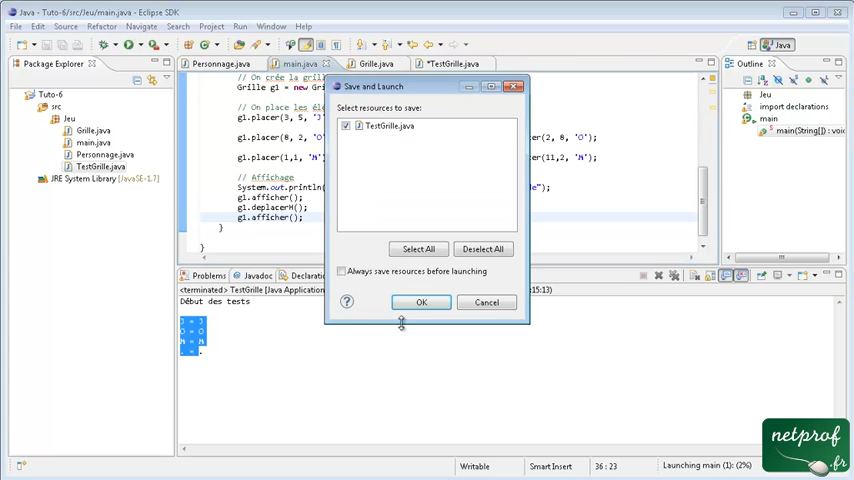 Java - Tuto-6/src/Jeu/main.java - Eclipse SDK
File Edit Source Refactor Navigate Search Project Run Window Help
Java
Package Explorer
Personnage.java
main.java
Grille.java
*TestGrille.java
Outline
Tuto-6
src
Jeu
Grille.java
main.java
Personnage.java
TestGrille.java
JRE System Library [JavaSE-1.7]
// On crée la grill
Grille g1 = new Gri
// On place les élé
g1.placer(3, 5, 'J'
g1.placer(8, 2, 'O'
cer(2, 8, 'O');
g1.placer(1,1, 'M')
cer(11,2, 'M');
// Affichage
System.out.println(
le");
g1.afficher();
g1.deplacerH();
g1.afficher();
}
}
Save and Launch
Select resources to save:
TestGrille.java
Select All
Deselect All
Always save resources before launching
OK
Cancel
Jeu
import declarations
main
main(String[]) : voi
Problems
Javadoc
Declaratio
<terminated> TestGrille [Java Application
15:13)
Début des tests
J = J
O = O
M = M
. = .
Writable
Smart Insert
36 : 23
Launching main (1): (2%)
netprof
.fr